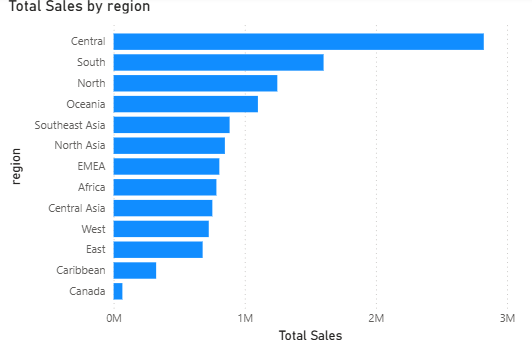 Total Sales by region
Central
South
North
Oceania
Southeast Asia
North Asia
EMEA
Africa
Central Asia
West
East
Caribbean
Canada
region
0M 1M 2M 3M
Total Sales